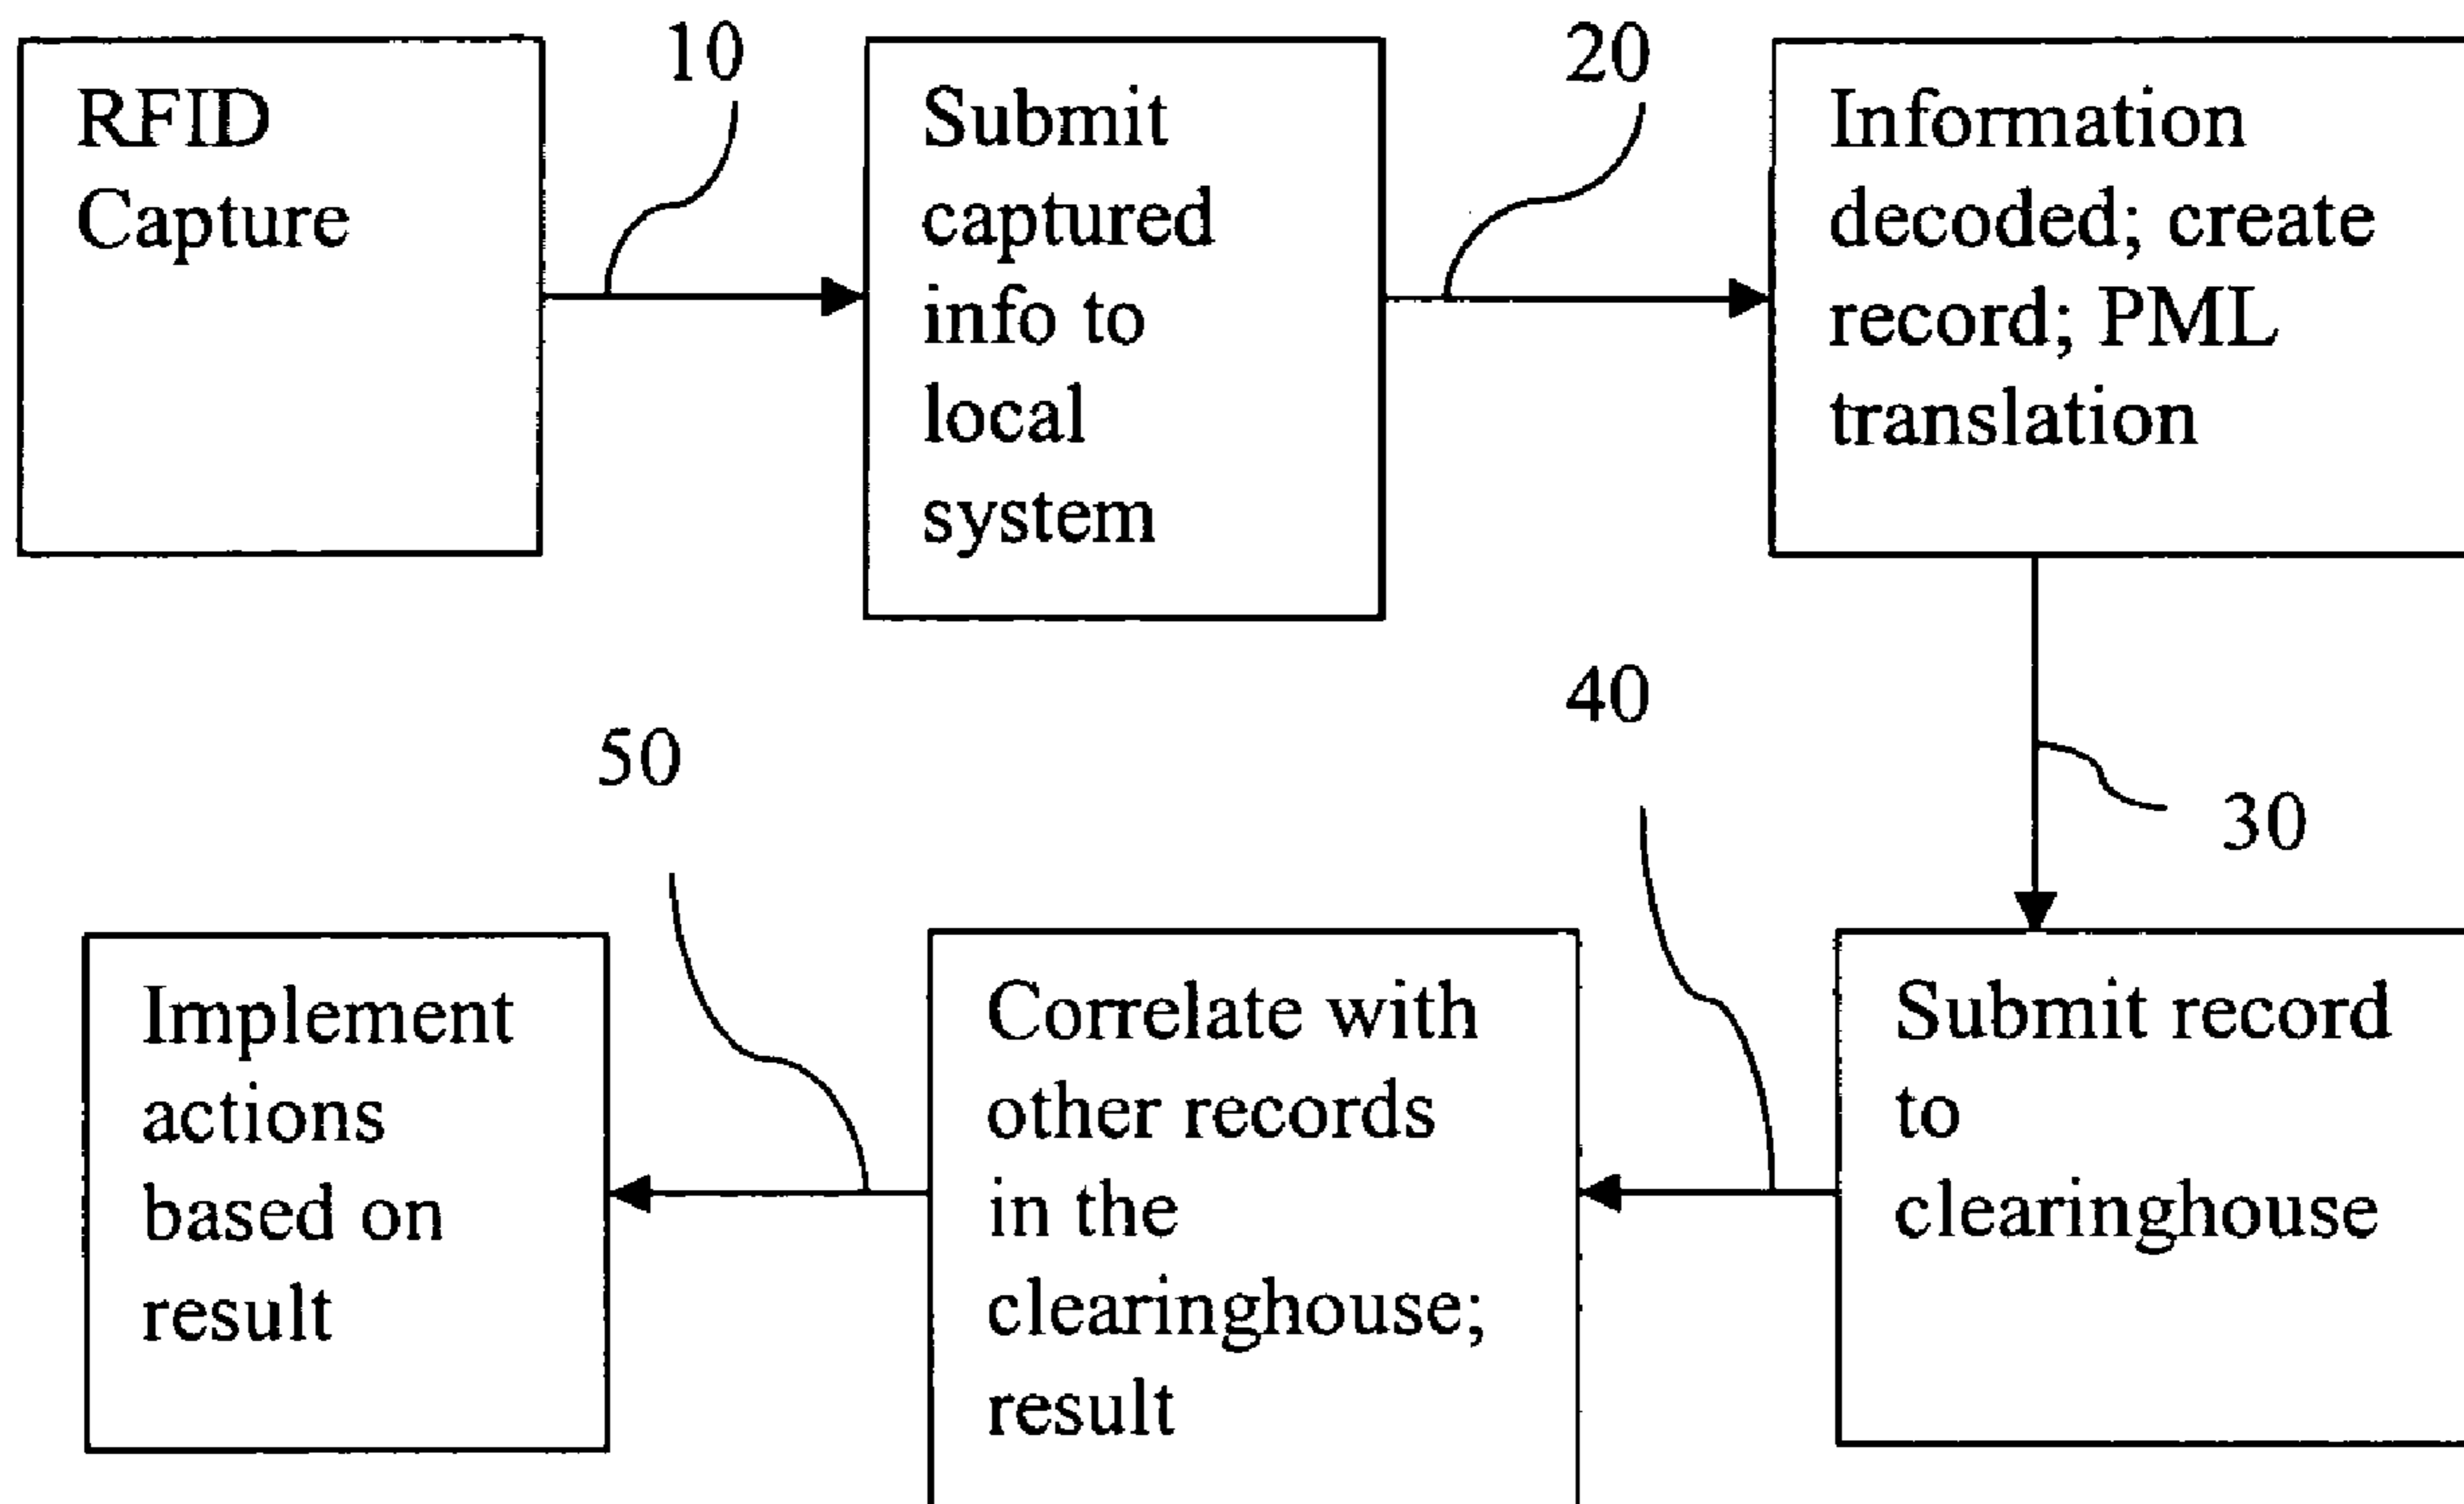 RFID
Capture
10
Submit
captured
info to
local
system
20
Information
decoded; create
record; PML
translation
30
Submit record
to
clearinghouse
40
Correlate with
other records
in the
clearinghouse;
result
50
Implement
actions
based on
result